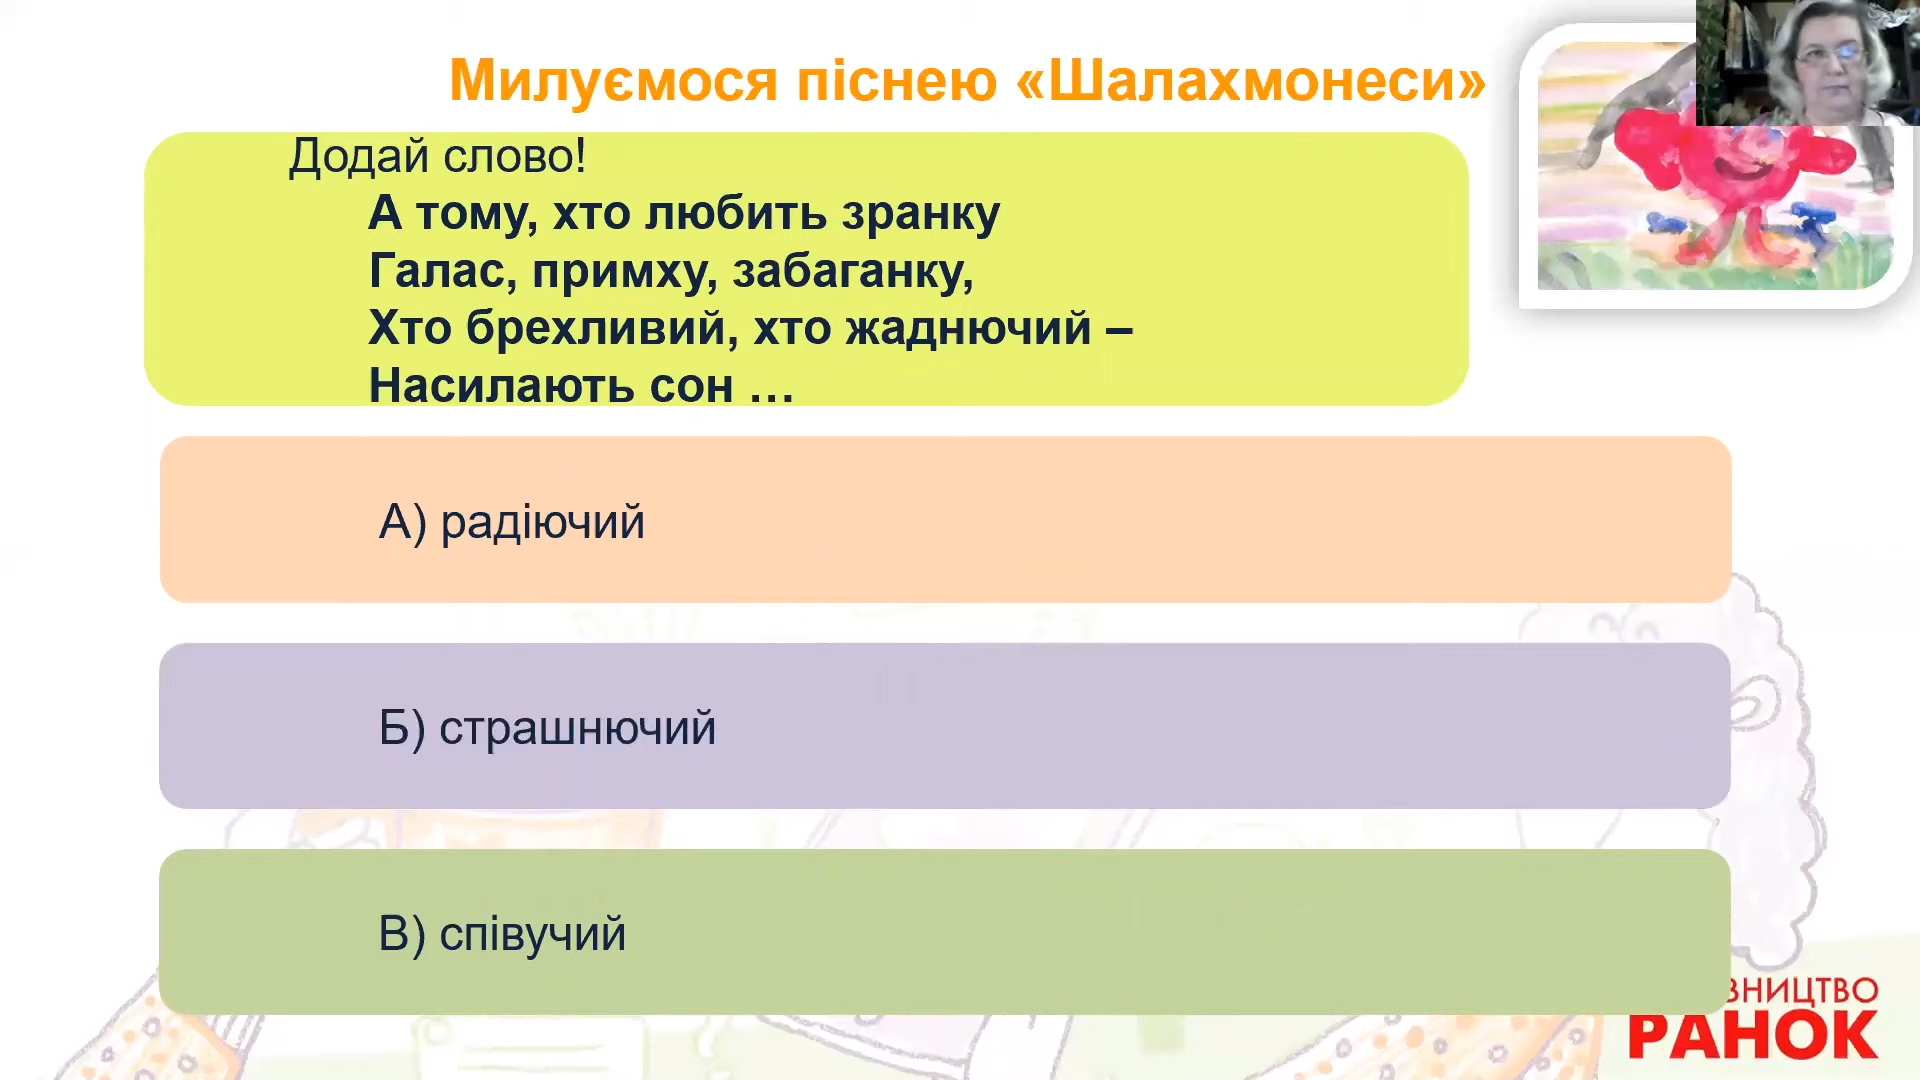 Милуємося піснею «Шалахмонеси»
Додай слово!
А тому, хто любить зранку
Галас, примху, забаганку,
Хто брехливий, хто жаднючий –
Насилають сон …
А) радіючий
Б) страшнючий
В) співучий
ВНИЦТВО
РАНОК